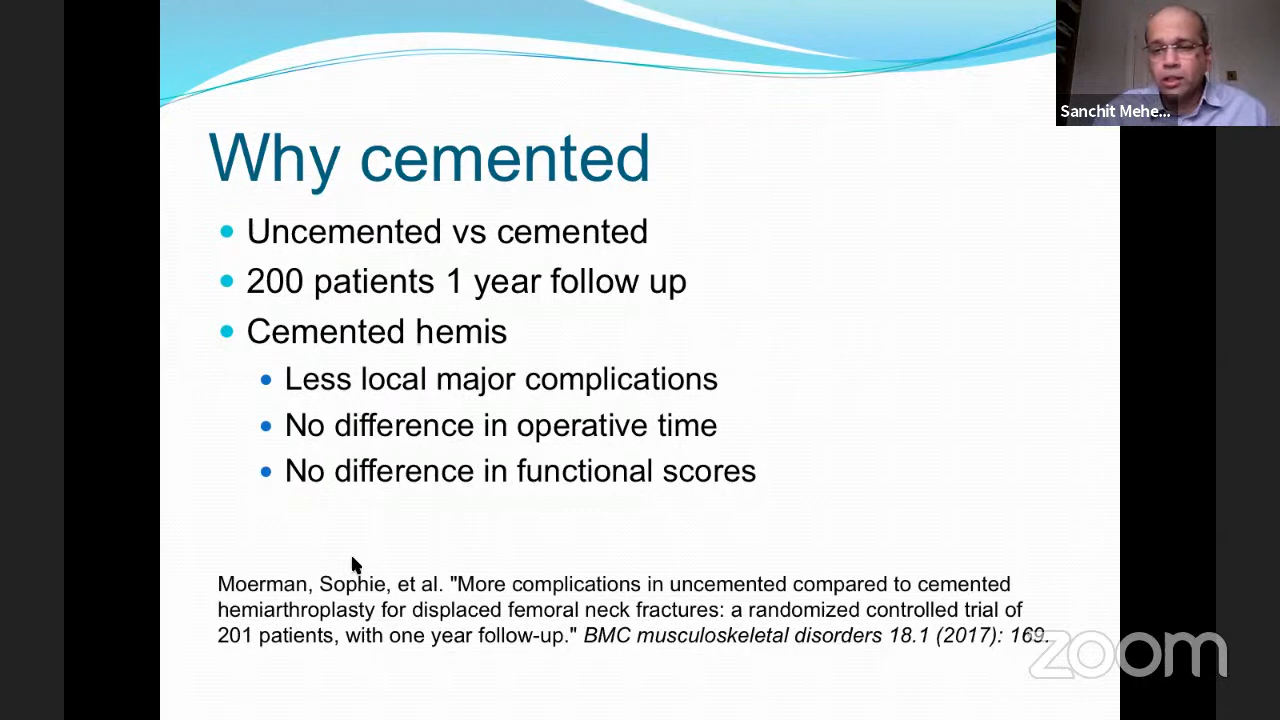 Sanchit Mehe...
Why cemented
Uncemented vs cemented
200 patients 1 year follow up
Cemented hemis
Less local major complications
No difference in operative time
No difference in functional scores
Moerman, Sophie, et al. "More complications in uncemented compared to cemented
hemiarthroplasty for displaced femoral neck fractures: a randomized controlled trial of
201 patients, with one year follow-up." BMC musculoskeletal disorders 18.1 (2017): 169.
zoom